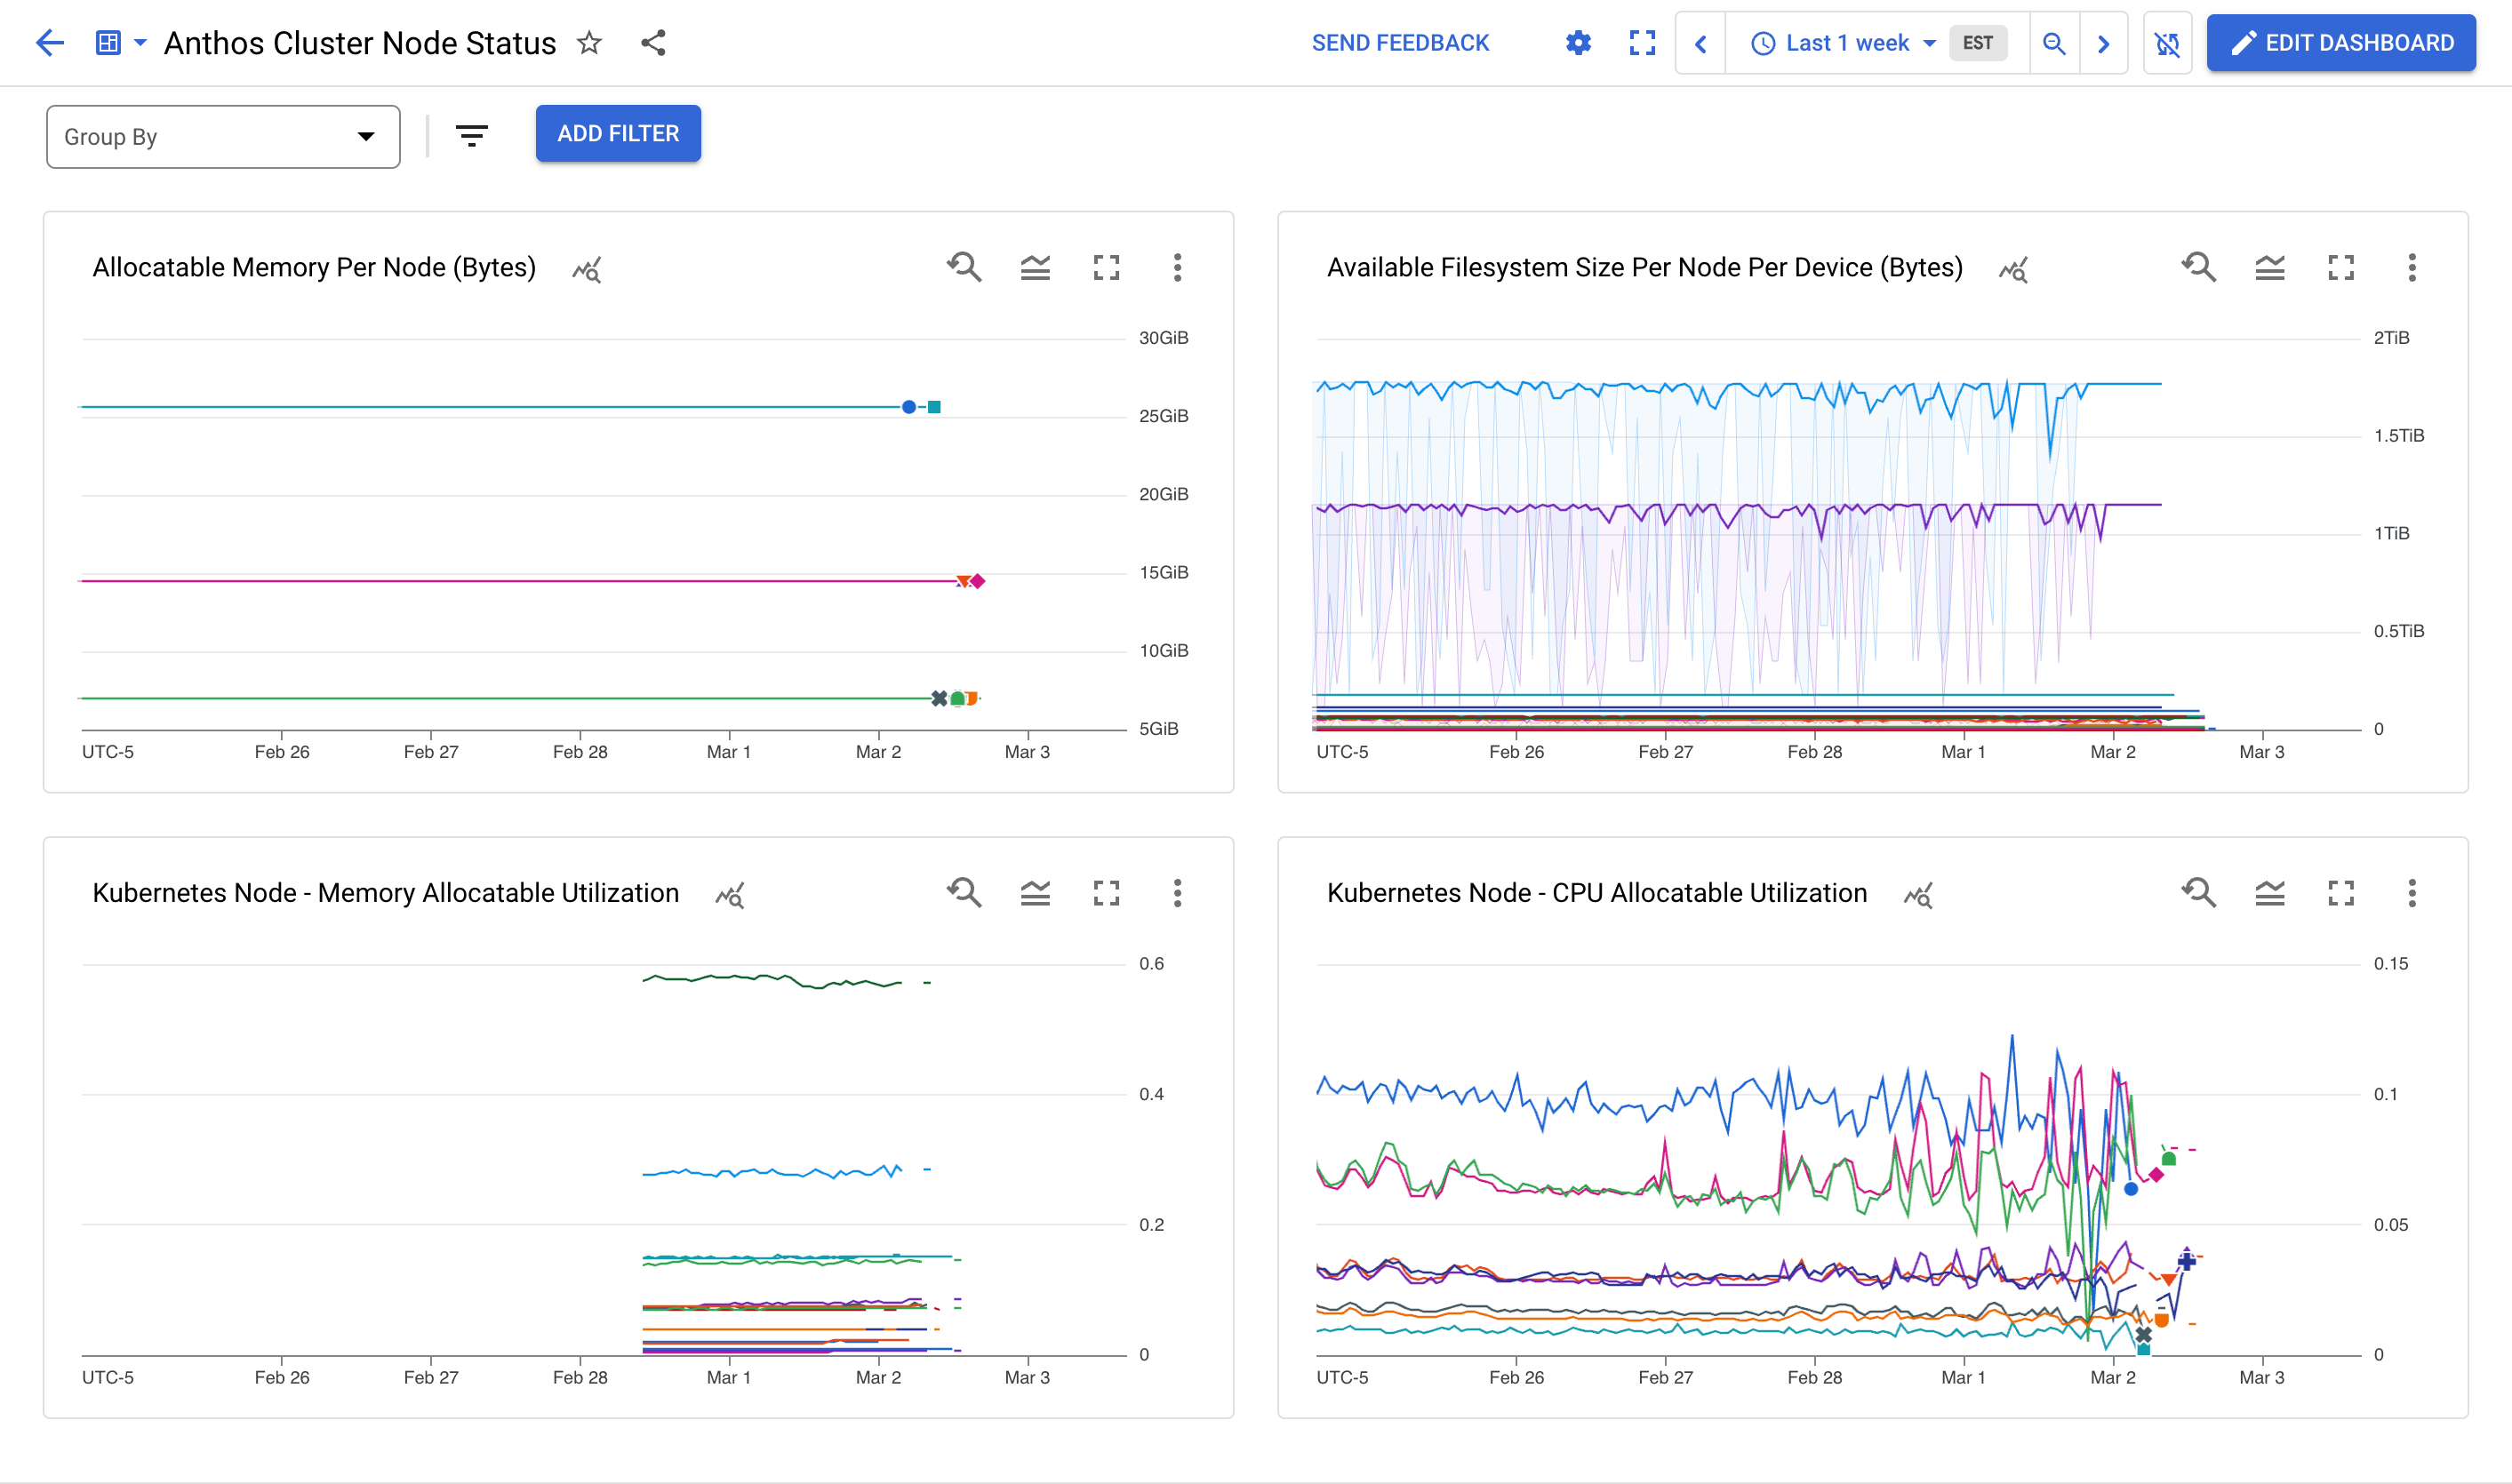 Anthos Cluster Node Status
SEND FEEDBACK
Last 1 week
EST
EDIT DASHBOARD
Group By
ADD FILTER
Allocatable Memory Per Node (Bytes)
30GiB
25GiB
20GiB
15GiB
10GiB
5GiB
UTC-5 Feb 26 Feb 27 Feb 28 Mar 1 Mar 2 Mar 3
Available Filesystem Size Per Node Per Device (Bytes)
2TiB
1.5TiB
1TiB
0.5TiB
0
UTC-5 Feb 26 Feb 27 Feb 28 Mar 1 Mar 2 Mar 3
Kubernetes Node - Memory Allocatable Utilization
0.6
0.4
0.2
0
UTC-5 Feb 26 Feb 27 Feb 28 Mar 1 Mar 2 Mar 3
Kubernetes Node - CPU Allocatable Utilization
0.15
0.1
0.05
0
UTC-5 Feb 26 Feb 27 Feb 28 Mar 1 Mar 2 Mar 3